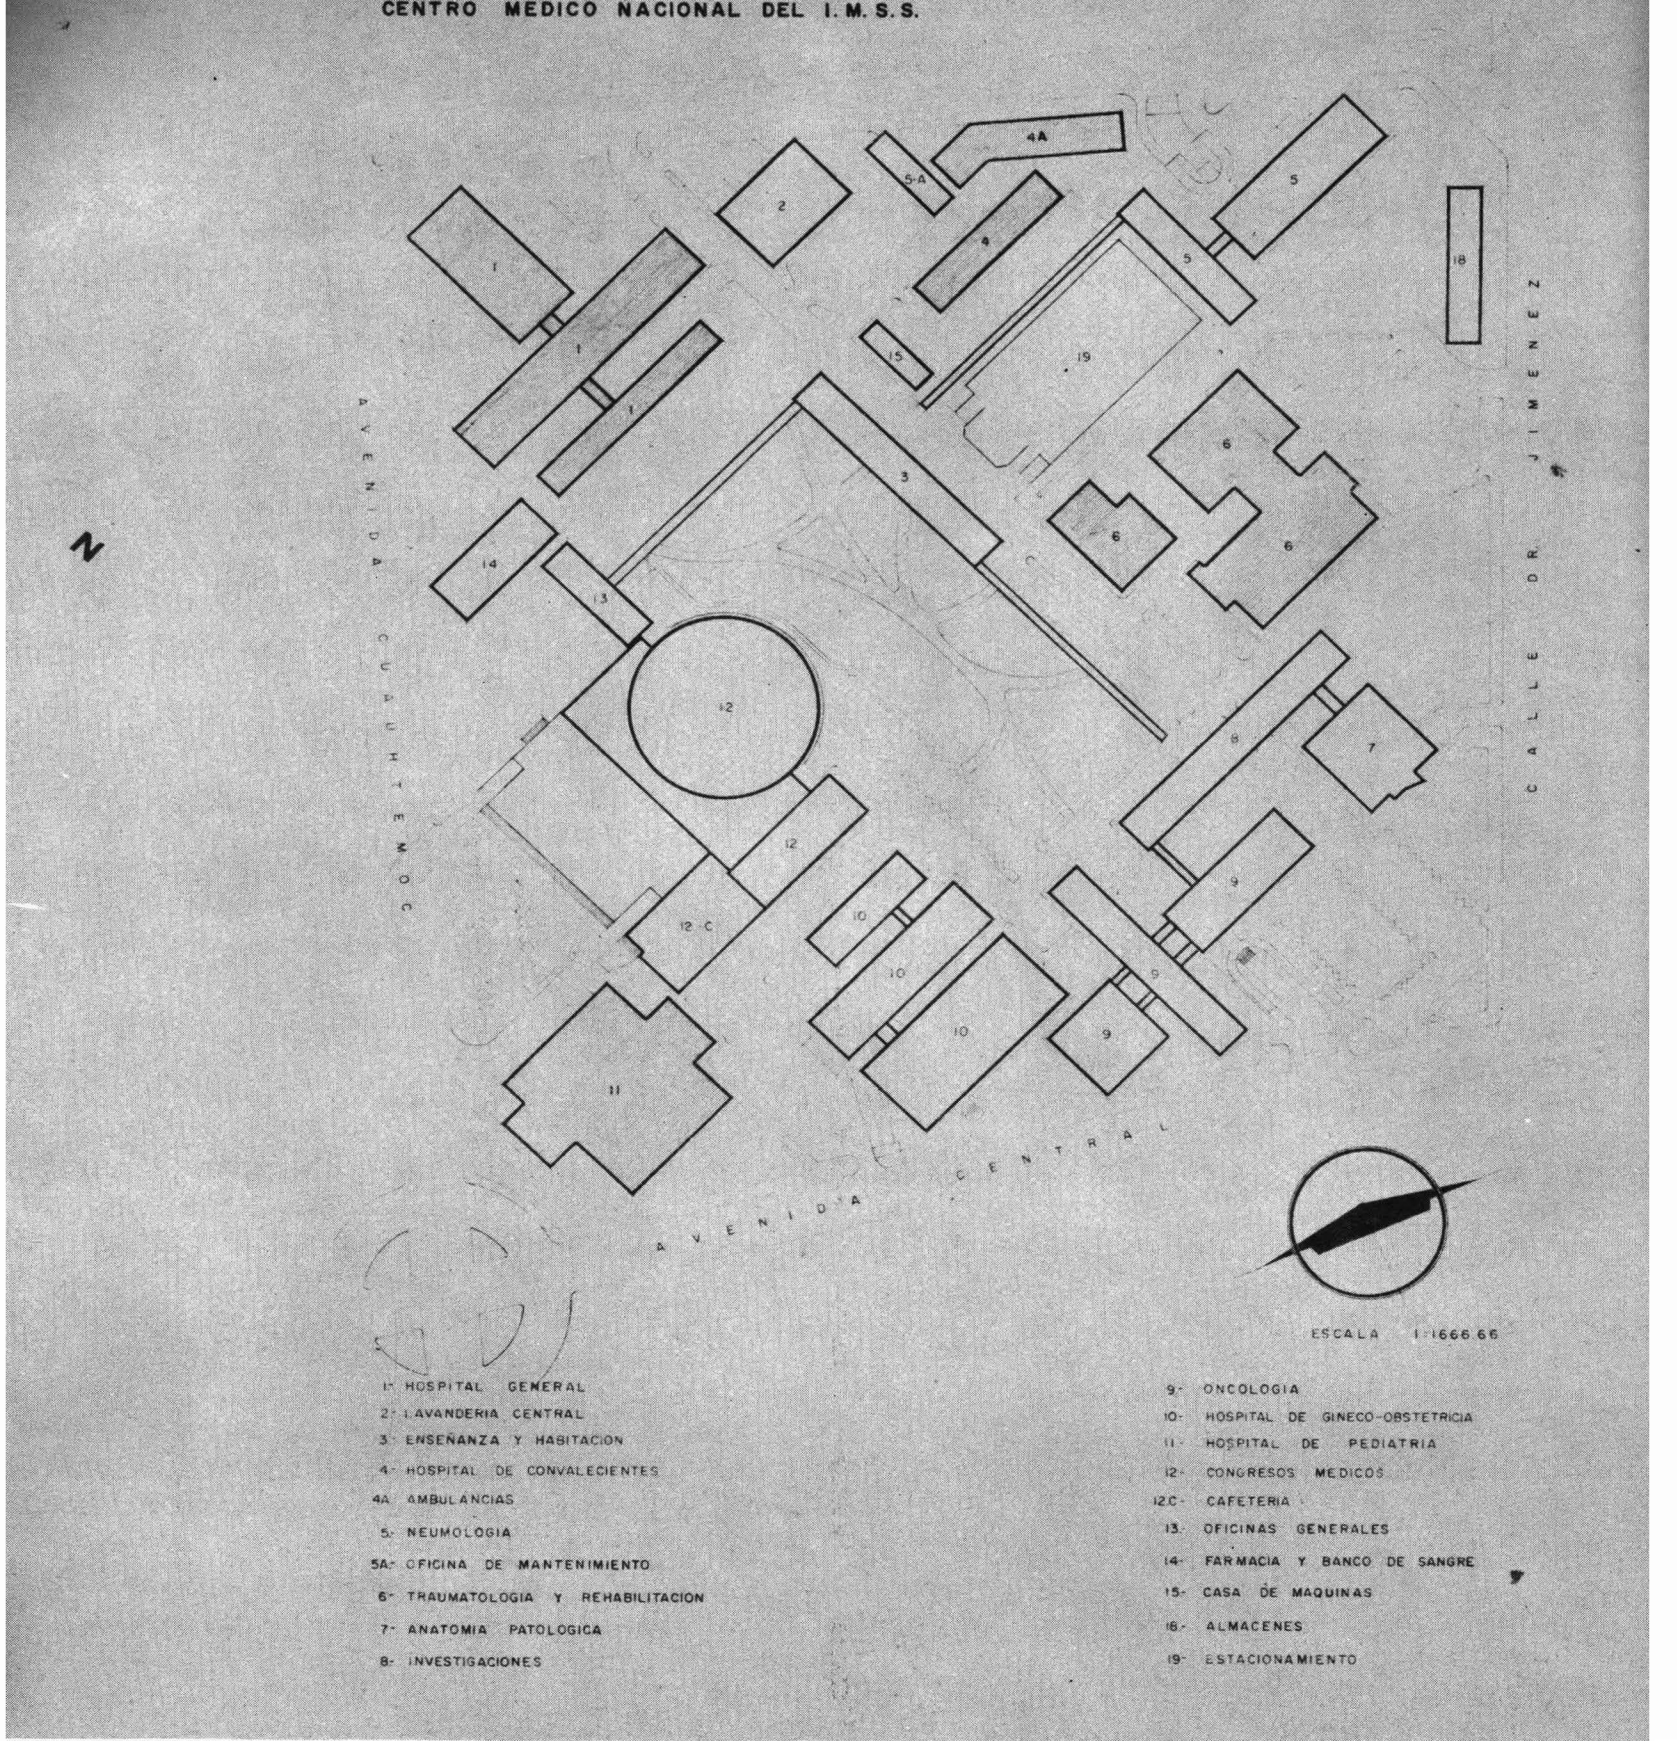 CENTRO MEDICO NACIONAL DEL I.M.S.S.
4A
5-A
5
2
4
5
18
1
1
15
19
1
3
6
6
6
14
13
N
AVENIDA CUAUHTEMOC
CALLE DR. JIMENEZ
12
8
7
12
9
10
12-C
10
9
10
9
11
AVENIDA CENTRAL
ESCALA 1:1666.66
1- HOSPITAL GENERAL
2- LAVANDERIA CENTRAL
3- ENSEÑANZA Y HABITACION
4- HOSPITAL DE CONVALECIENTES
4A AMBULANCIAS
5.- NEUMOLOGIA
5A.- OFICINA DE MANTENIMIENTO
6- TRAUMATOLOGIA Y REHABILITACION
7- ANATOMIA PATOLOGICA
8- INVESTIGACIONES
9- ONCOLOGIA
10- HOSPITAL DE GINECO-OBSTETRICIA
11- HOSPITAL DE PEDIATRIA
12- CONGRESOS MEDICOS
12.C- CAFETERIA
13.- OFICINAS GENERALES
14- FARMACIA Y BANCO DE SANGRE
15- CASA DE MAQUINAS
18.- ALMACENES
19- ESTACIONAMIENTO